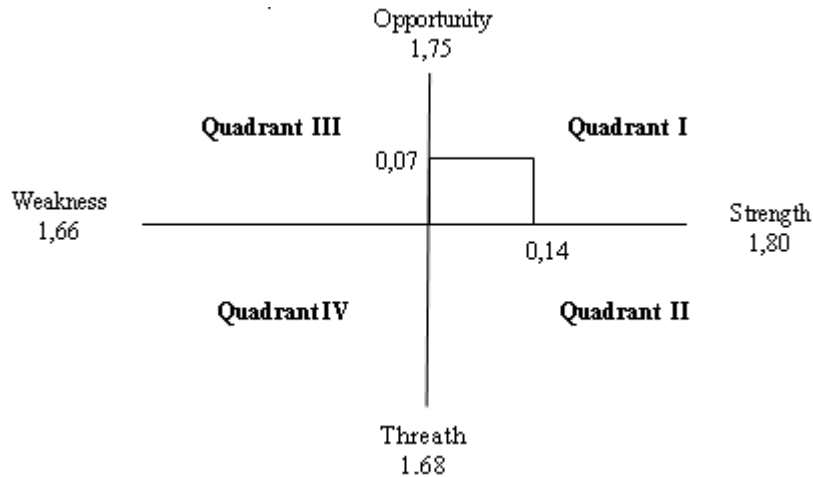 Opportunity
1,75
Quadrant III
Quadrant I
0,07
Weakness
1,66
Strength
1,80
0,14
Quadrant IV
Quadrant II
Threath
1.68